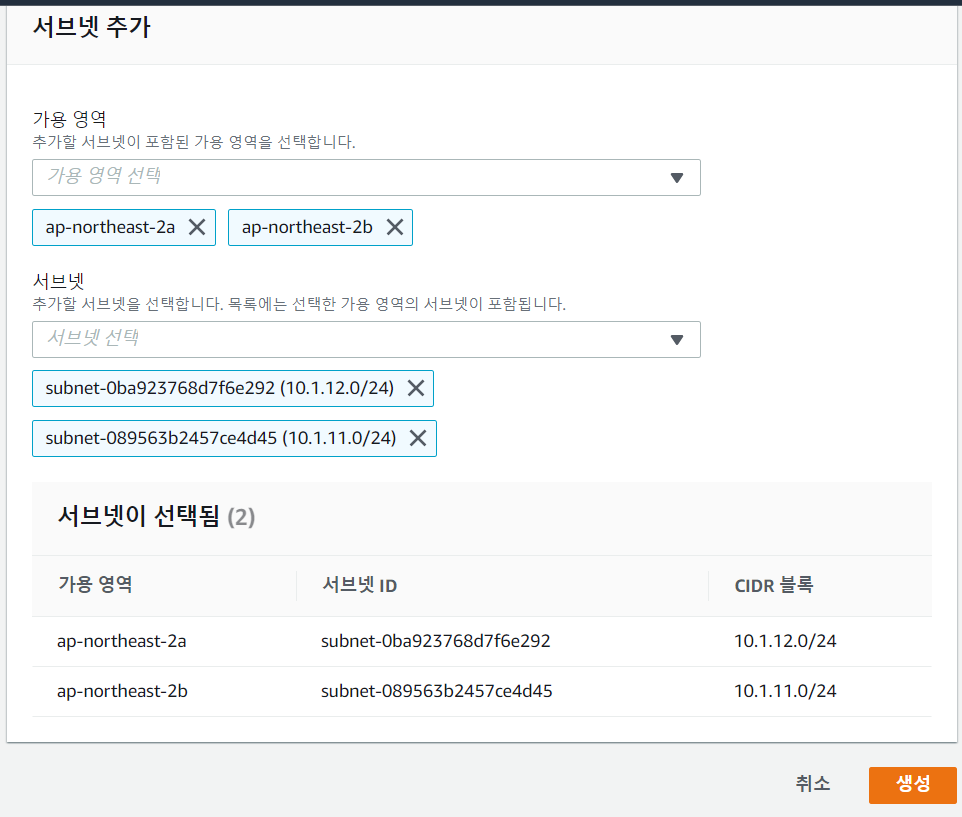 서브넷 추가
가용 영역
추가할 서브넷이 포함된 가용 영역을 선택합니다.
가용 영역 선택
ap-northeast-2a ap-northeast-2b
서브넷
추가할 서브넷을 선택합니다. 목록에는 선택한 가용 영역의 서브넷이 포함됩니다.
서브넷 선택
subnet-0ba923768d7f6e292 (10.1.12.0/24)
subnet-089563b2457ce4d45 (10.1.11.0/24)
서브넷이 선택됨 (2)
가용 영역 서브넷 ID CIDR 블록
ap-northeast-2a subnet-0ba923768d7f6e292 10.1.12.0/24
ap-northeast-2b subnet-089563b2457ce4d45 10.1.11.0/24
취소 생성